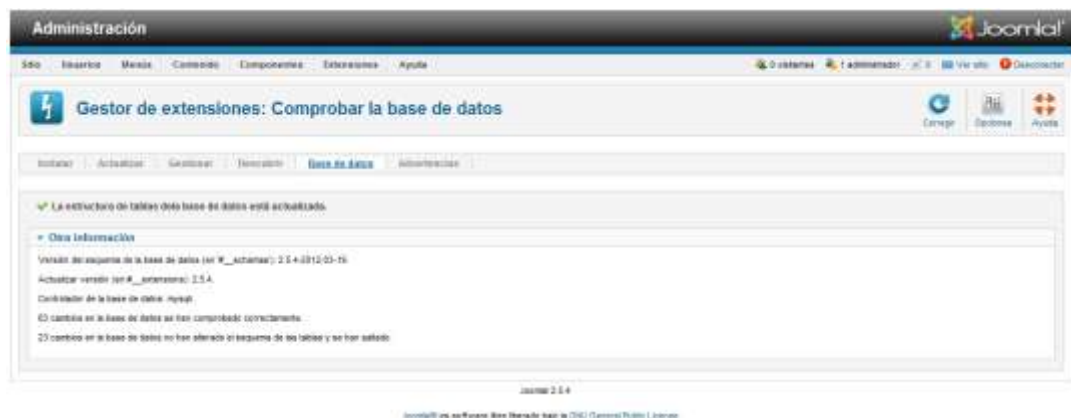 Administración
Joomla!
Sitio Usuarios Menús Contenido Componentes Extensiones Ayuda
0 visitantes 1 administrador 0 Ver sitio Desconectar
Gestor de extensiones: Comprobar la base de datos
Corregir Opciones Ayuda
Instalar Actualizar Gestionar Descubrir Base de datos Advertencias
La estructura de tablas dela base de datos está actualizada.
Otra información
Versión del esquema de la base de datos (en #__schemas): 2.5.4-2012-03-19.
Actualizar versión (en #__extensions): 2.5.4.
Controlador de la base de datos: mysqli.
63 cambios en la base de datos se han comprobado correctamente.
23 cambios en la base de datos no han alterado el esquema de las tablas y se han saltado.
Joomla! 2.5.4
Joomla!® es software libre liberado bajo la GNU General Public License.